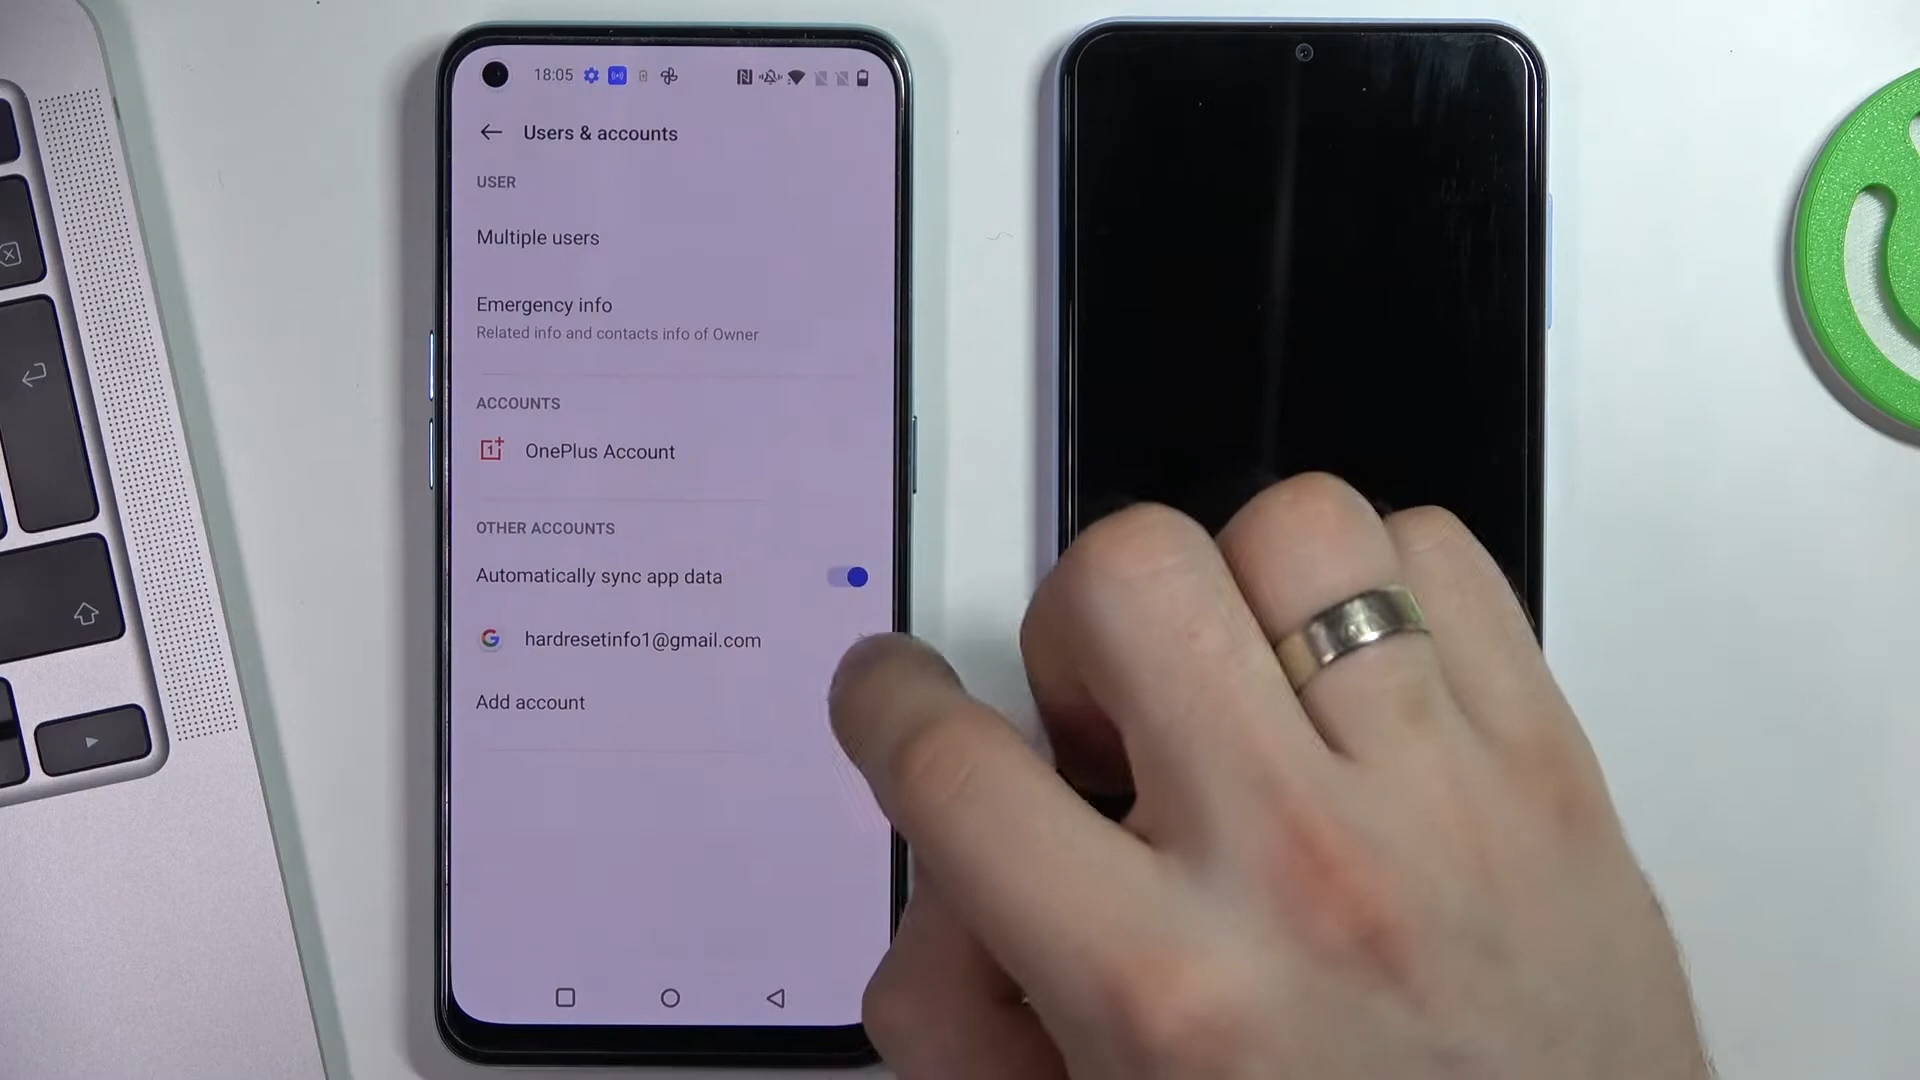 18:05
Users & accounts
USER
Multiple users
Emergency info
Related info and contacts info of Owner
ACCOUNTS
OnePlus Account
OTHER ACCOUNTS
Automatically sync app data
hardresetinfo1@gmail.com
Add account